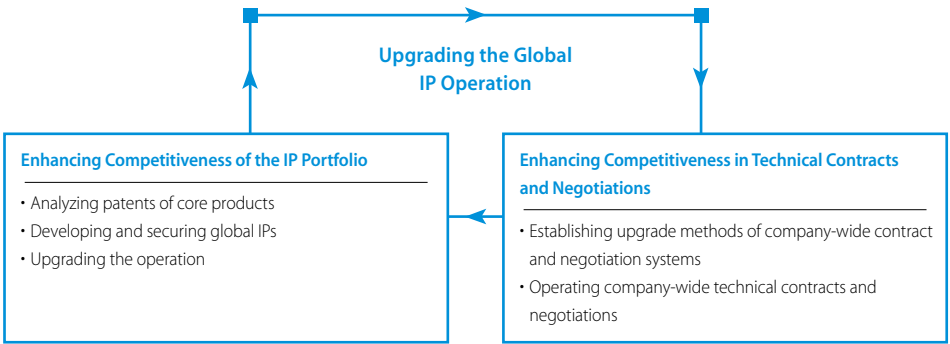 Upgrading the Global
IP Operation
Enhancing Competitiveness of the IP Portfolio
• Analyzing patents of core products
• Developing and securing global IPs
• Upgrading the operation
Enhancing Competitiveness in Technical Contracts
and Negotiations
• Establishing upgrade methods of company-wide contract
and negotiation systems
• Operating company-wide technical contracts and
negotiations